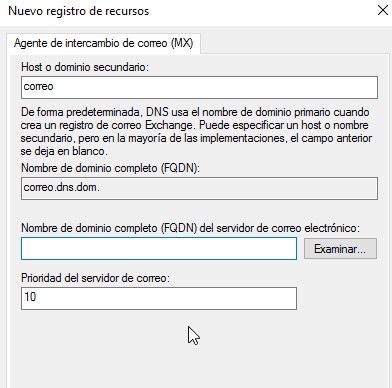 Nuevo registro de recursos
Agente de intercambio de correo (MX)
Host o dominio secundario:
correo
De forma predeterminada, DNS usa el nombre de dominio primario cuando
crea un registro de correo Exchange. Puede especificar un host o nombre
secundario, pero en la mayoría de las implementaciones, el campo anterior
se deja en blanco.
Nombre de dominio completo (FQDN):
correo.dns.dom.
Nombre de dominio completo (FQDN) del servidor de correo electrónico:
Examinar...
Prioridad del servidor de correo:
10